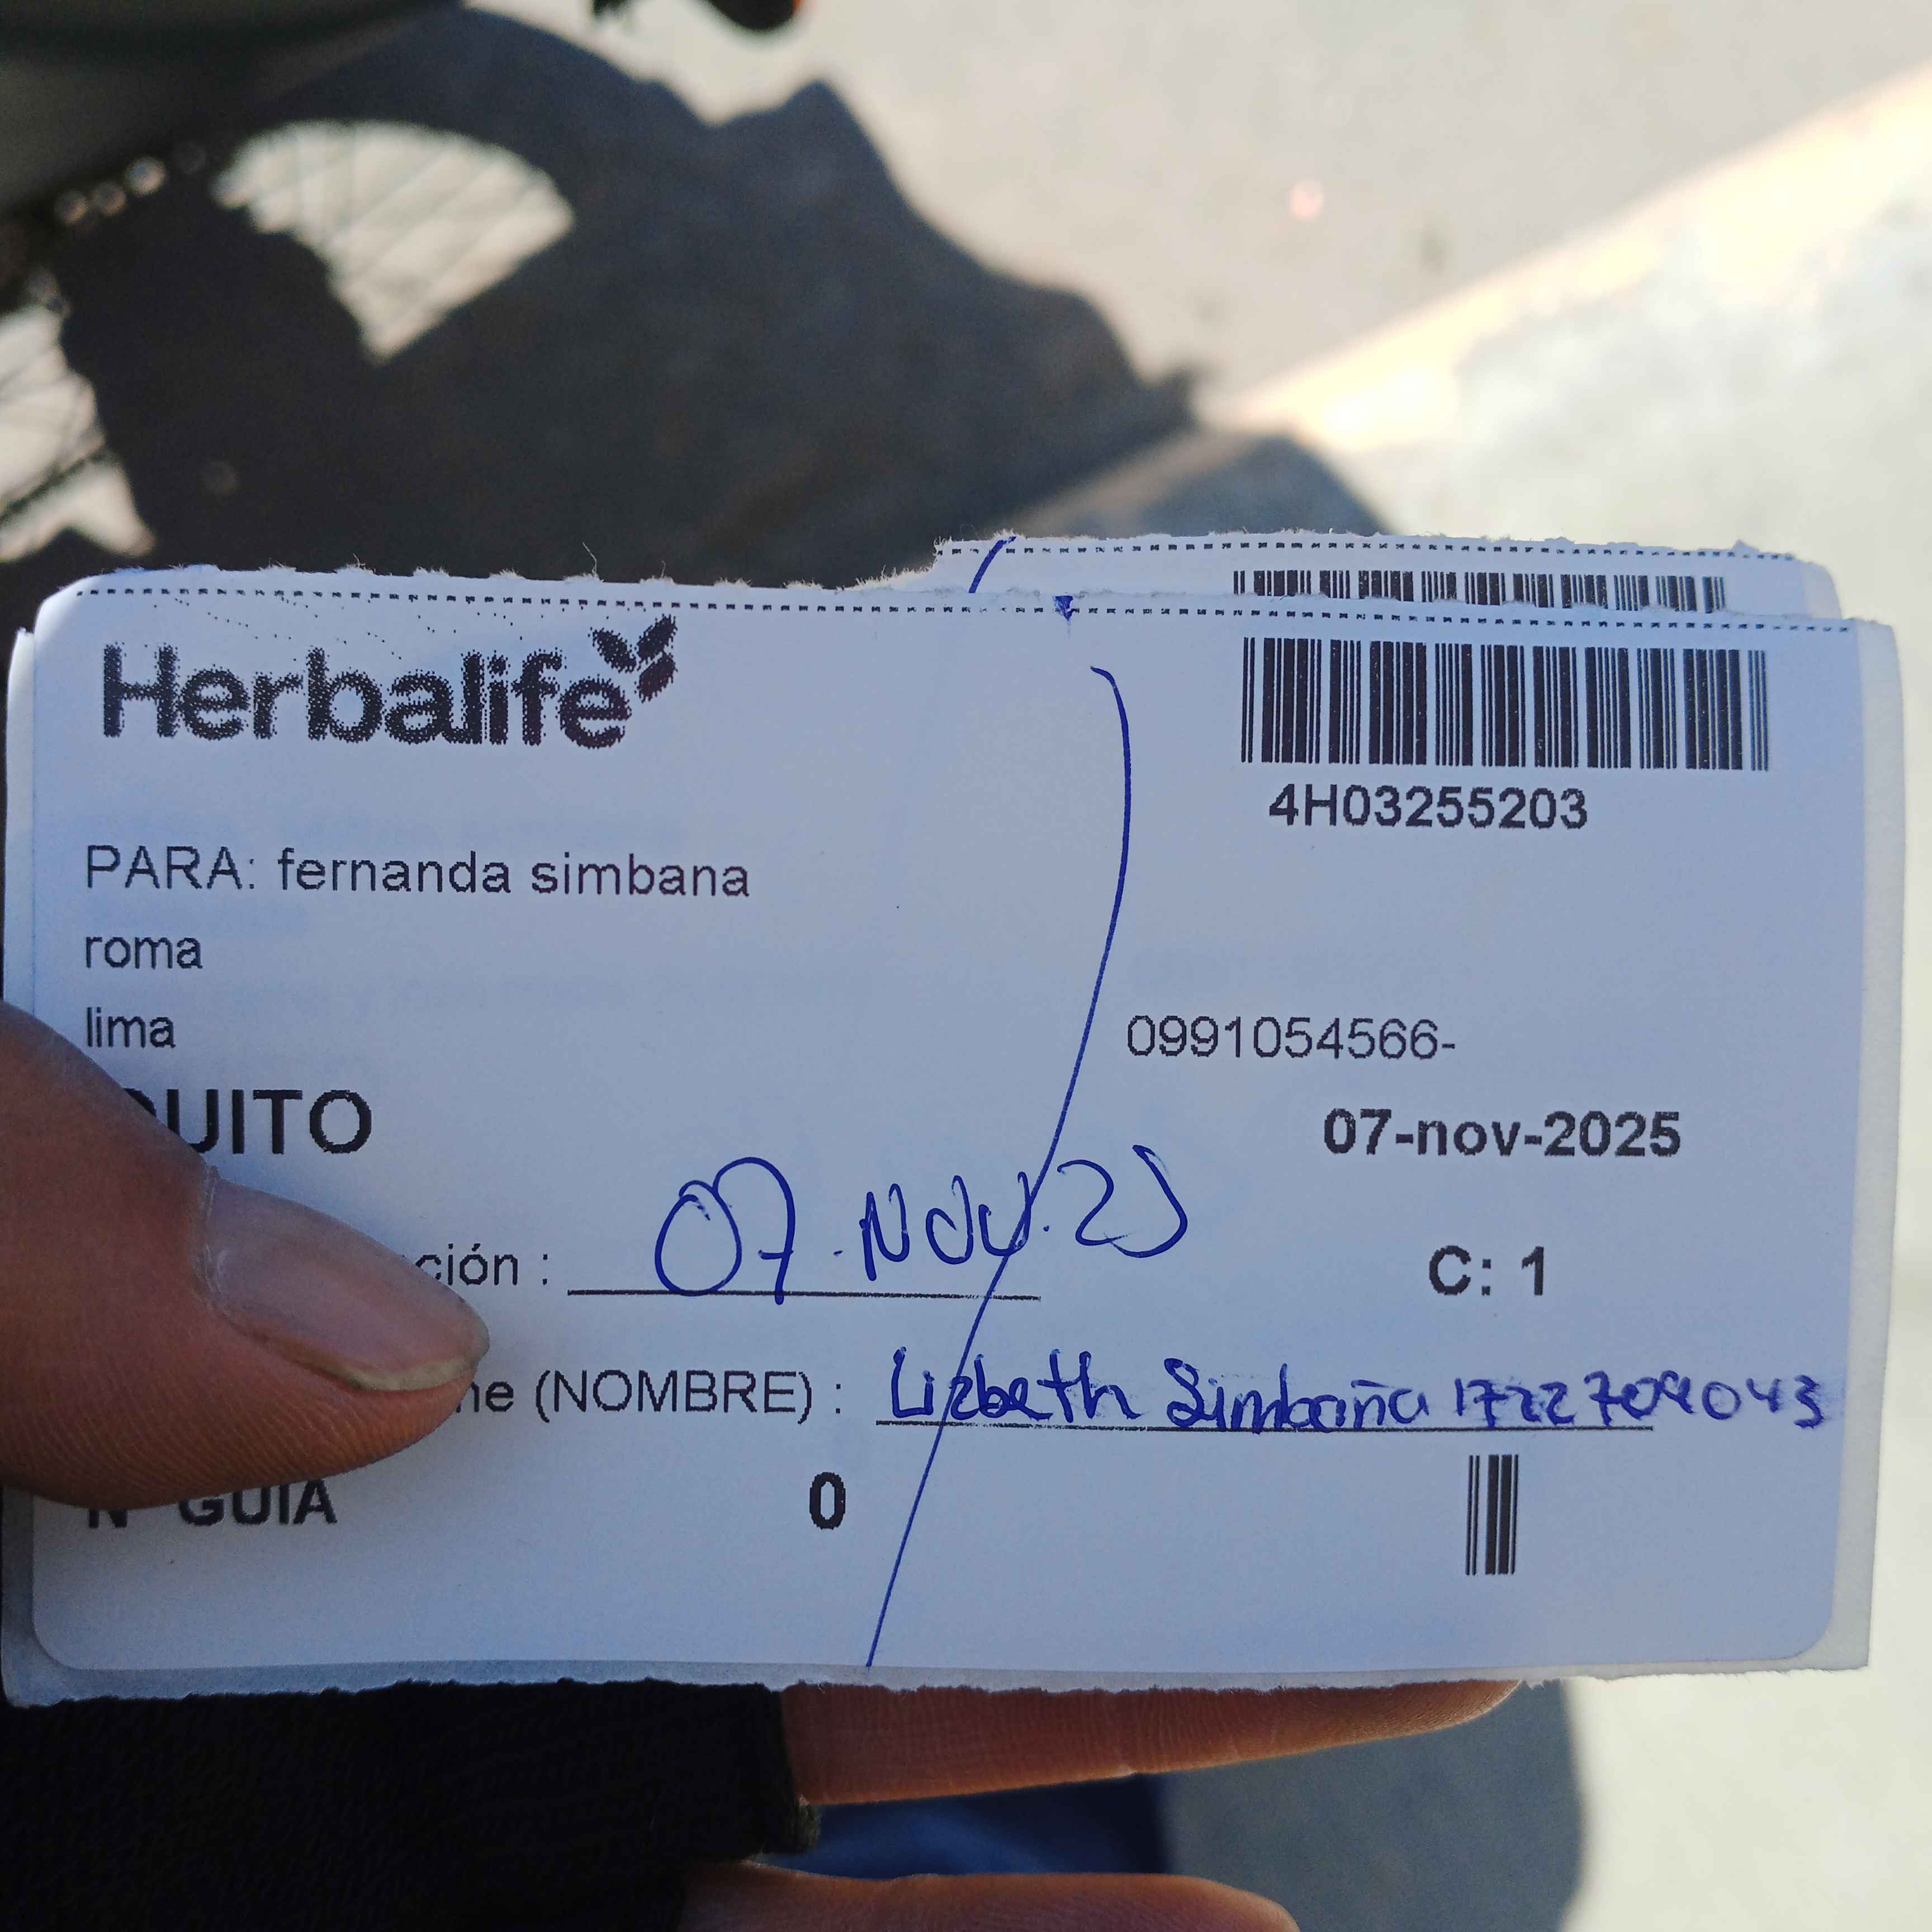 Herbalife
4H03255203
PARA: fernanda simbana
roma
lima
0991054566-
UITO
07-nov-2025
ción : 07.NOV.25
C: 1
ne (NOMBRE) : Lizbeth Simbaña
N° GUIA 0